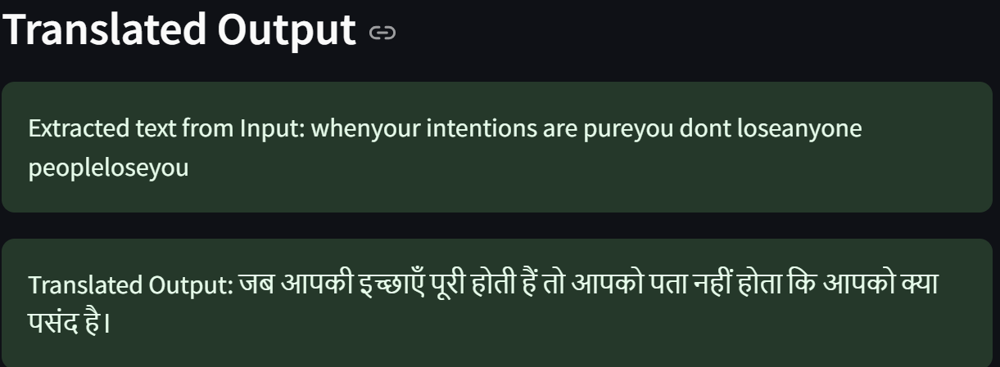 Translated Output
Extracted text from Input: whenyour intentions are pureyou dont loseanyone
peopleloseyou
Translated Output: जब आपकी इच्छाएँ पूरी होती हैं तो आपको पता नहीं होता कि आपको क्या
पसंद है।